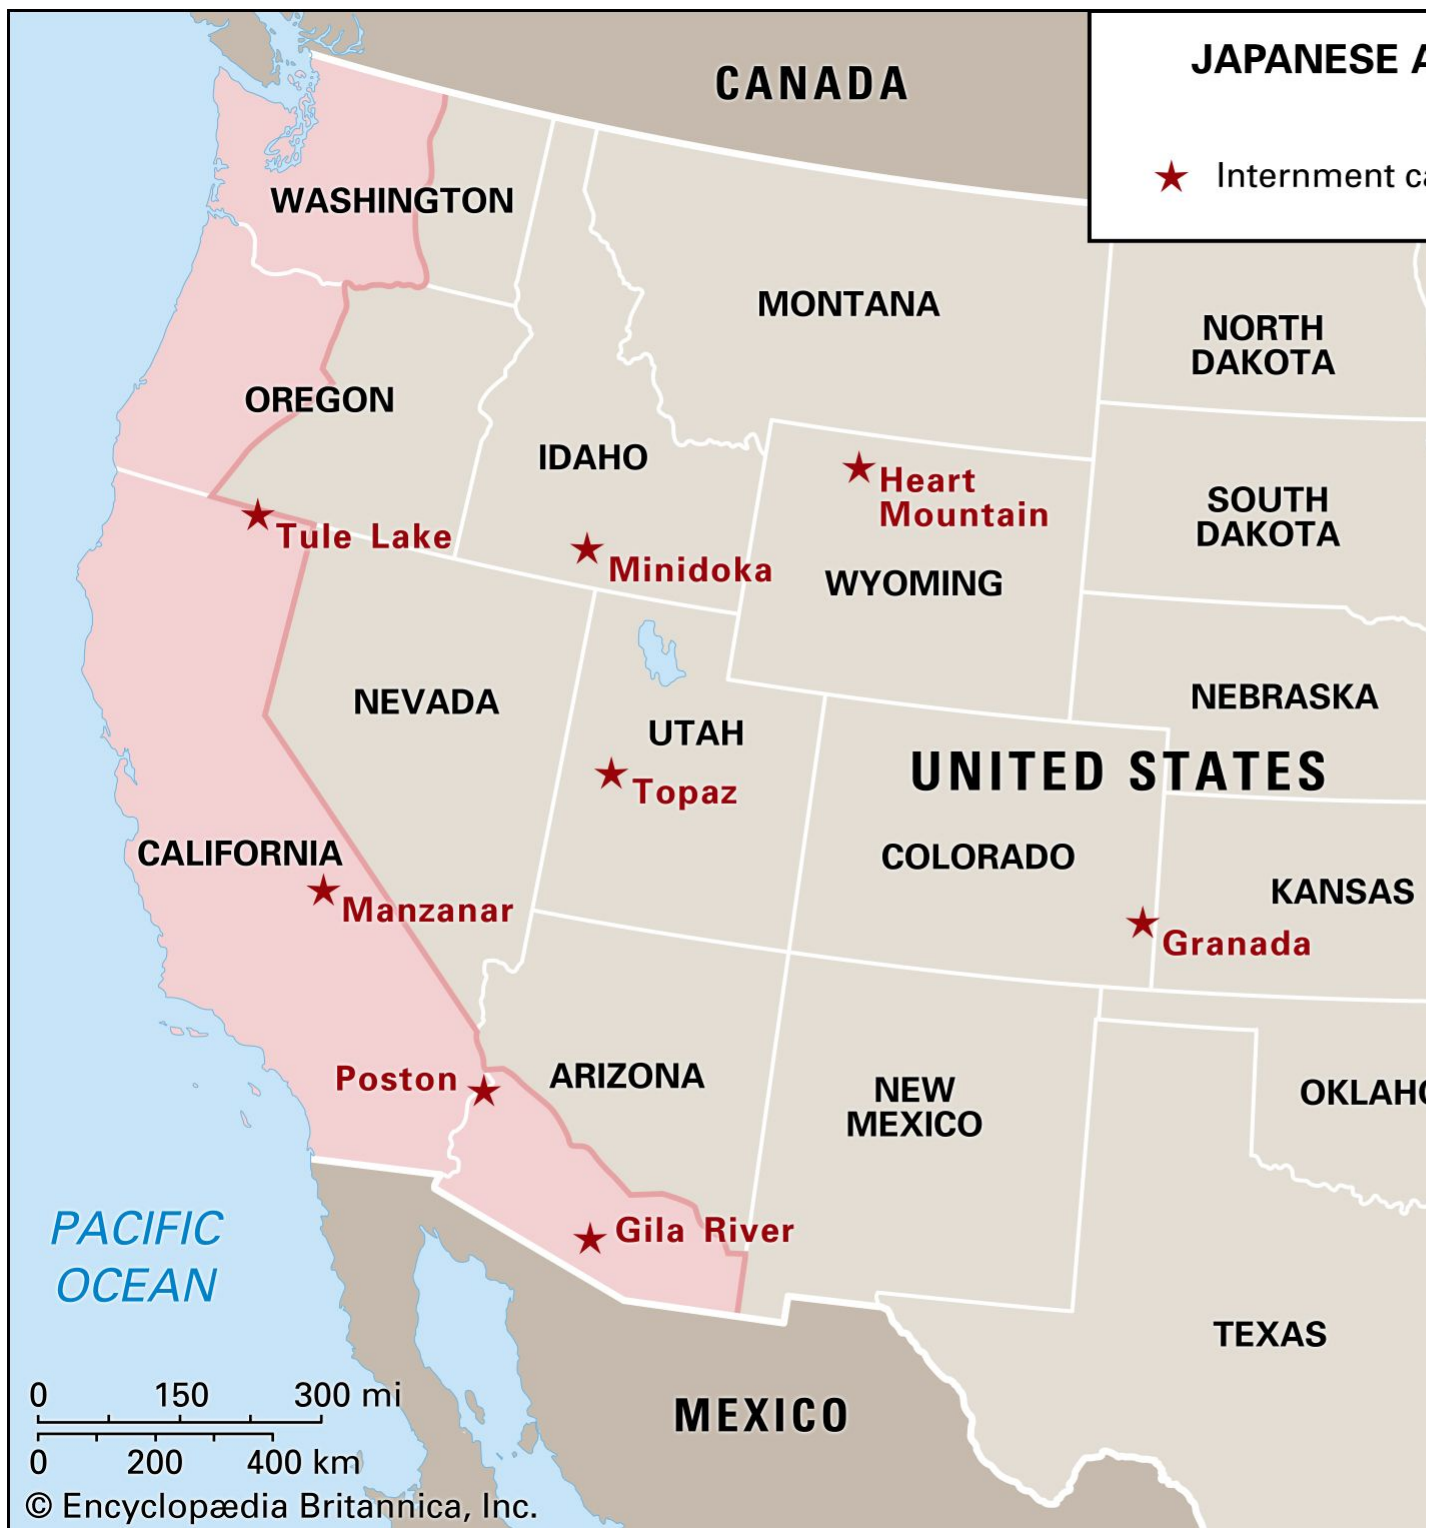 CANADA
JAPANESE A
Internment ca
WASHINGTON
MONTANA
NORTH
DAKOTA
OREGON
IDAHO
Heart
Mountain
SOUTH
DAKOTA
Tule Lake
Minidoka
WYOMING
NEVADA
UTAH
NEBRASKA
Topaz
UNITED STATES
CALIFORNIA
COLORADO
KANSAS
Manzanar
Granada
Poston
ARIZONA
NEW
MEXICO
OKLAHO
PACIFIC
OCEAN
Gila River
TEXAS
0 150 300 mi
MEXICO
0 200 400 km
© Encyclopædia Britannica, Inc.